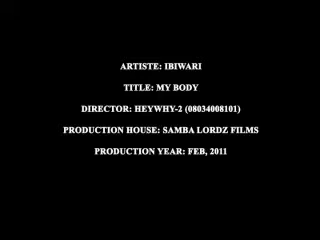 ARTISTE: IBIWARI
TITLE: MY BODY
DIRECTOR: HEYWHY-2 (08034008101)
PRODUCTION HOUSE: SAMBA LORDZ FILMS
PRODUCTION YEAR: FEB, 2011